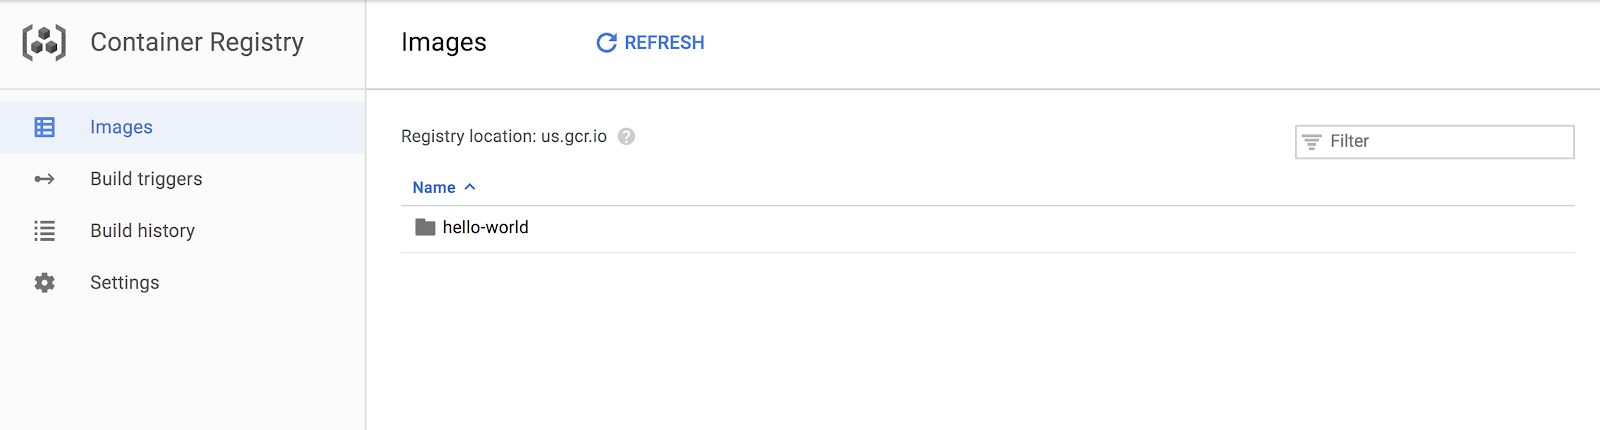 Container Registry
Images
REFRESH
Images
Build triggers
Build history
Settings
Registry location: us.gcr.io
Filter
Name
hello-world